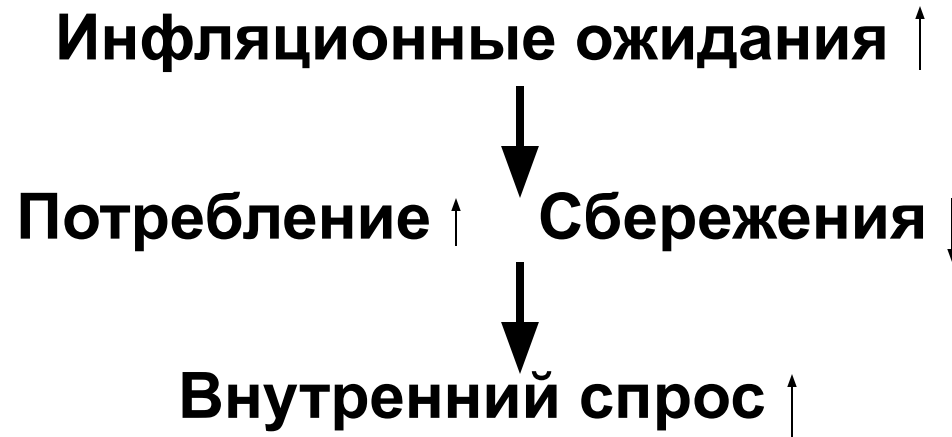 Инфляционные ожидания ↑
Потребление ↑ Сбережения ↓
Внутренний спрос ↑